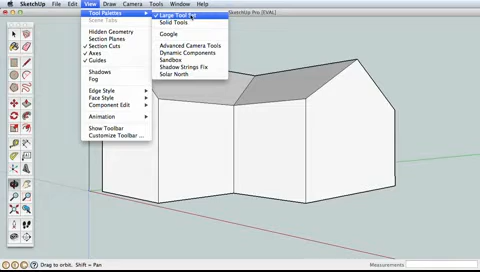 SketchUp File Edit View Draw Camera Tools Window Help
SketchUp Pro (EVAL)
Tool Palettes
Scene Tabs
Hidden Geometry
Section Planes
Section Cuts
Axes
Guides
Shadows
Fog
Edge Style
Face Style
Component Edit
Animation
Show Toolbar
Customize Toolbar ...
Large Tool Set
Solid Tools
Google
Advanced Camera Tools
Dynamic Components
Sandbox
Shadow Strings Fix
Solar North
Drag to orbit. Shift = Pan
Measurements